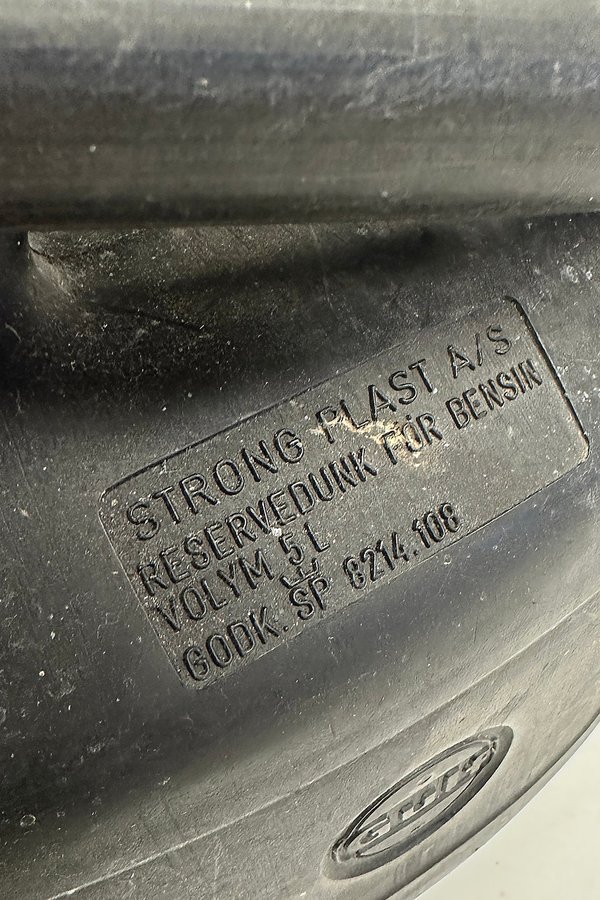 STRONG PLAST A/S
RESERVEDUNK FÖR BENSIN
VOLYM 5 L
GODK. SP 8214.108